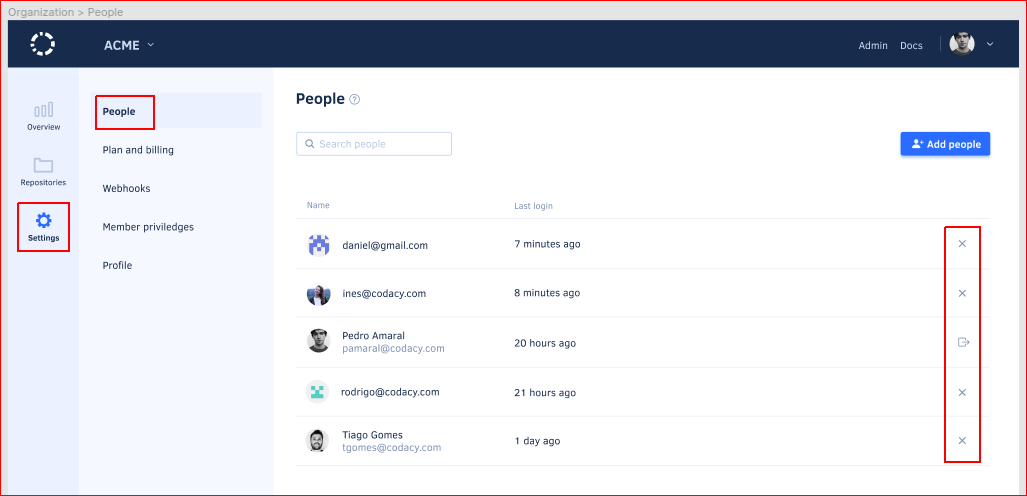 Organization > People
ACME
Admin Docs
Overview
Repositories
Settings
People
Plan and billing
Webhooks
Member priviledges
Profile
People ?
Search people
Add people
Name Last login
daniel@gmail.com 7 minutes ago
ines@codacy.com 8 minutes ago
Pedro Amaral
pamaral@codacy.com
20 hours ago
rodrigo@codacy.com 21 hours ago
Tiago Gomes
tgomes@codacy.com
1 day ago